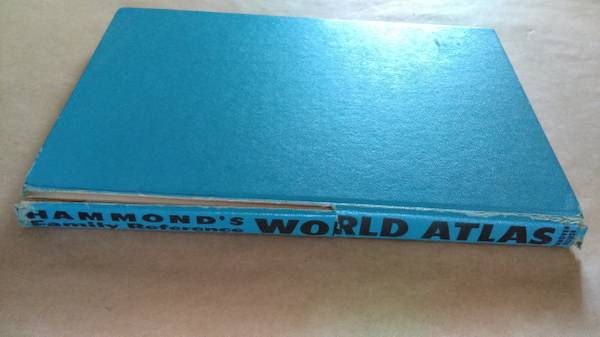 HAMMOND'S
Family Reference
WORLD ATLAS